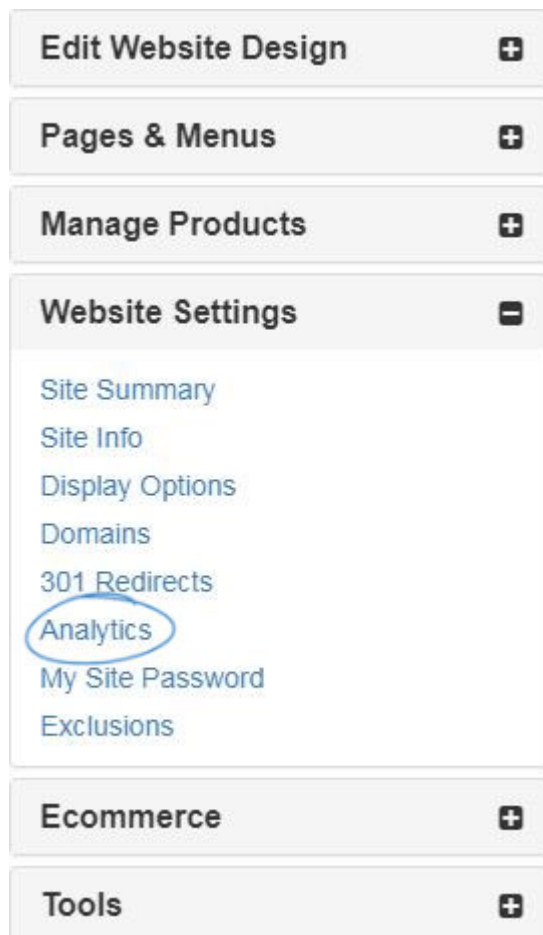 Edit Website Design
Pages & Menus
Manage Products
Website Settings
Site Summary
Site Info
Display Options
Domains
301 Redirects
Analytics
My Site Password
Exclusions
Ecommerce
Tools